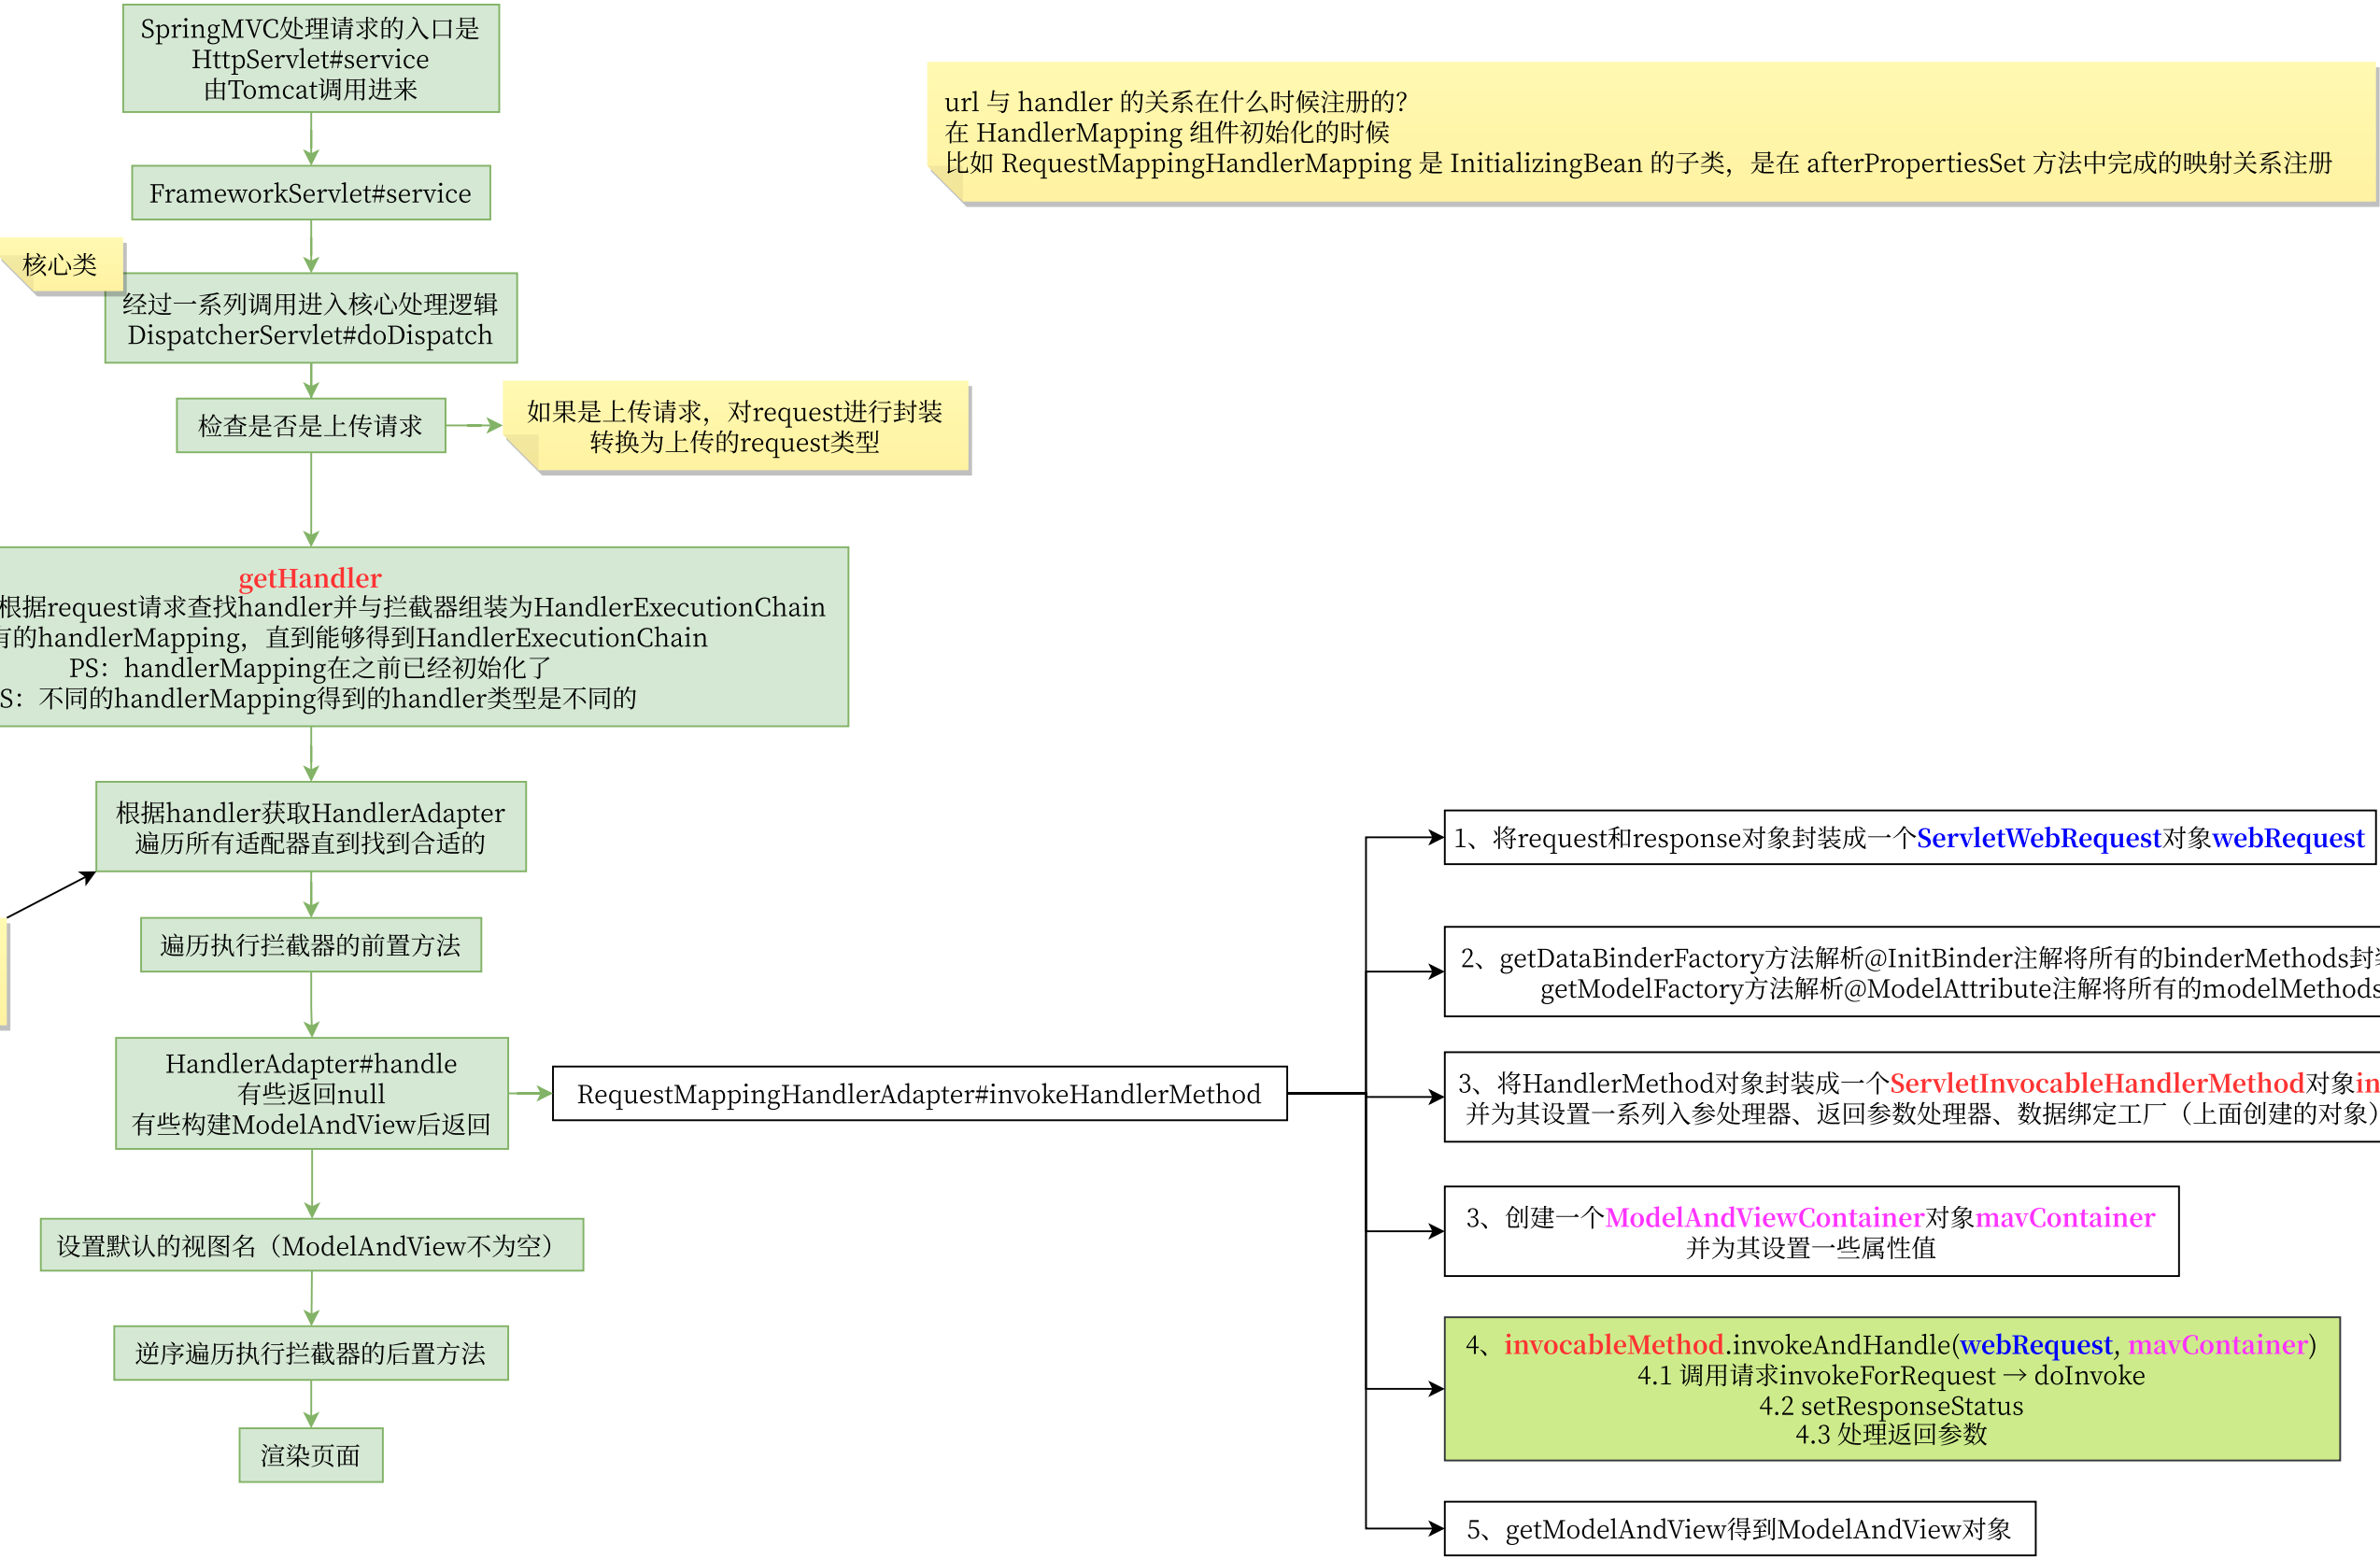 SpringMVC处理请求的入口是
HttpServlet#service
由Tomcat调用进来
url 与 handler 的关系在什么时候注册的?
在 HandlerMapping 组件初始化的时候
比如 RequestMappingHandlerMapping 是 InitializingBean 的子类，是在 afterPropertiesSet 方法中完成的映射关系注册
FrameworkServlet#service
核心类
经过一系列调用进入核心处理逻辑
DispatcherServlet#doDispatch
检查是否是上传请求
如果是上传请求，对request进行封装
转换为上传的request类型
getHandler
根据request请求查找handler并与拦截器组装为HandlerExecutionChain
有的handlerMapping，直到能够得到HandlerExecutionChain
PS：handlerMapping在之前已经初始化了
S：不同的handlerMapping得到的handler类型是不同的
根据handler获取HandlerAdapter
遍历所有适配器直到找到合适的
遍历执行拦截器的前置方法
HandlerAdapter#handle
有些返回null
有些构建ModelAndView后返回
设置默认的视图名（ModelAndView不为空）
逆序遍历执行拦截器的后置方法
渲染页面
RequestMappingHandlerAdapter#invokeHandlerMethod
1、将request和response对象封装成一个ServletWebRequest对象webRequest
2、getDataBinderFactory方法解析@InitBinder注解将所有的binderMethods封
getModelFactory方法解析@ModelAttribute注解将所有的modelMethods
3、将HandlerMethod对象封装成一个ServletInvocableHandlerMethod对象in
并为其设置一系列入参处理器、返回参数处理器、数据绑定工厂（上面创建的对象）
3、创建一个ModelAndViewContainer对象mavContainer
并为其设置一些属性值
4、invocableMethod.invokeAndHandle(webRequest, mavContainer)
4.1 调用请求invokeForRequest → doInvoke
4.2 setResponseStatus
4.3 处理返回参数
5、getModelAndView得到ModelAndView对象